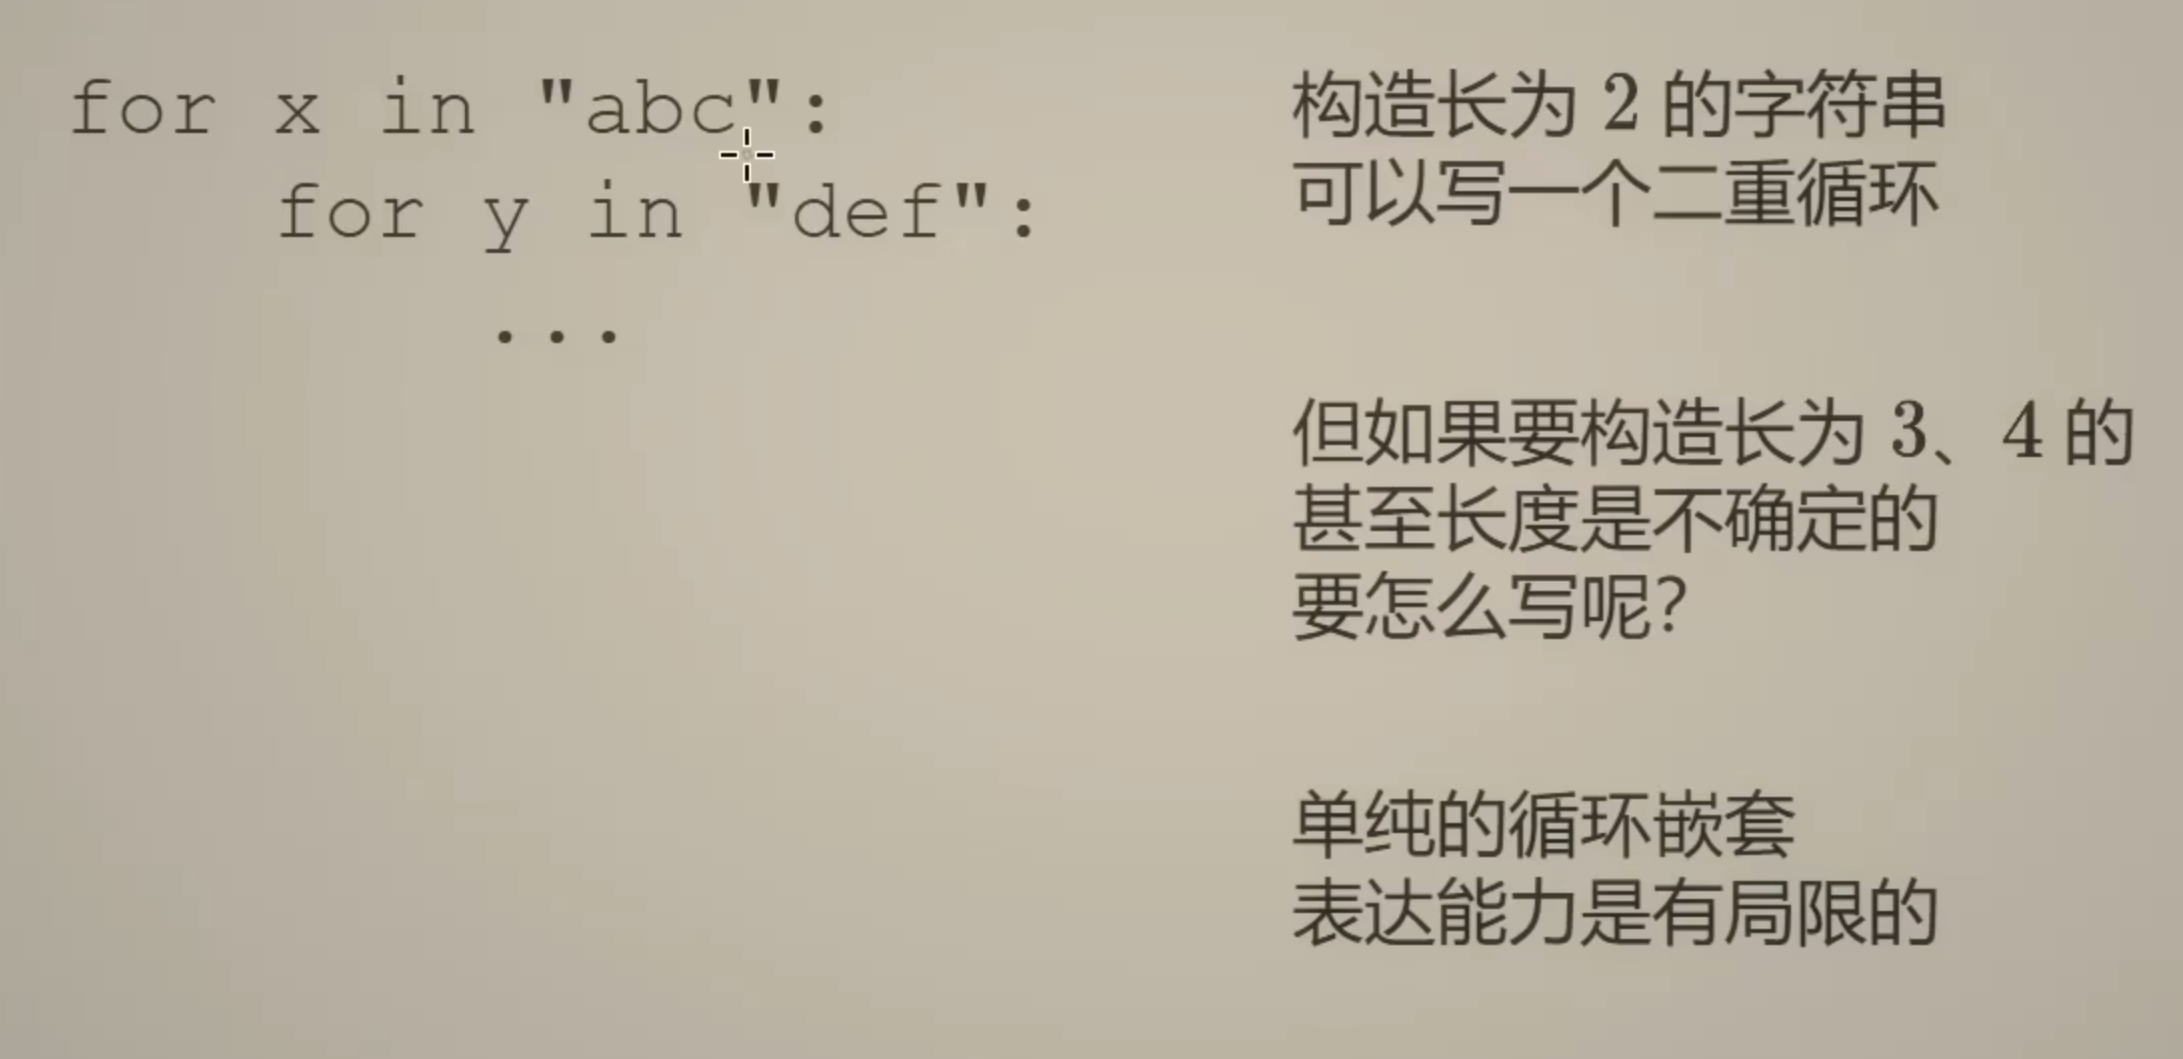 for x in "abc":
for y in "def":
...
构造长为 2 的字符串
可以写一个二重循环
但如果要构造长为 3、4 的
甚至长度是不确定的
要怎么写呢?
单纯的循环嵌套
表达能力是有局限的